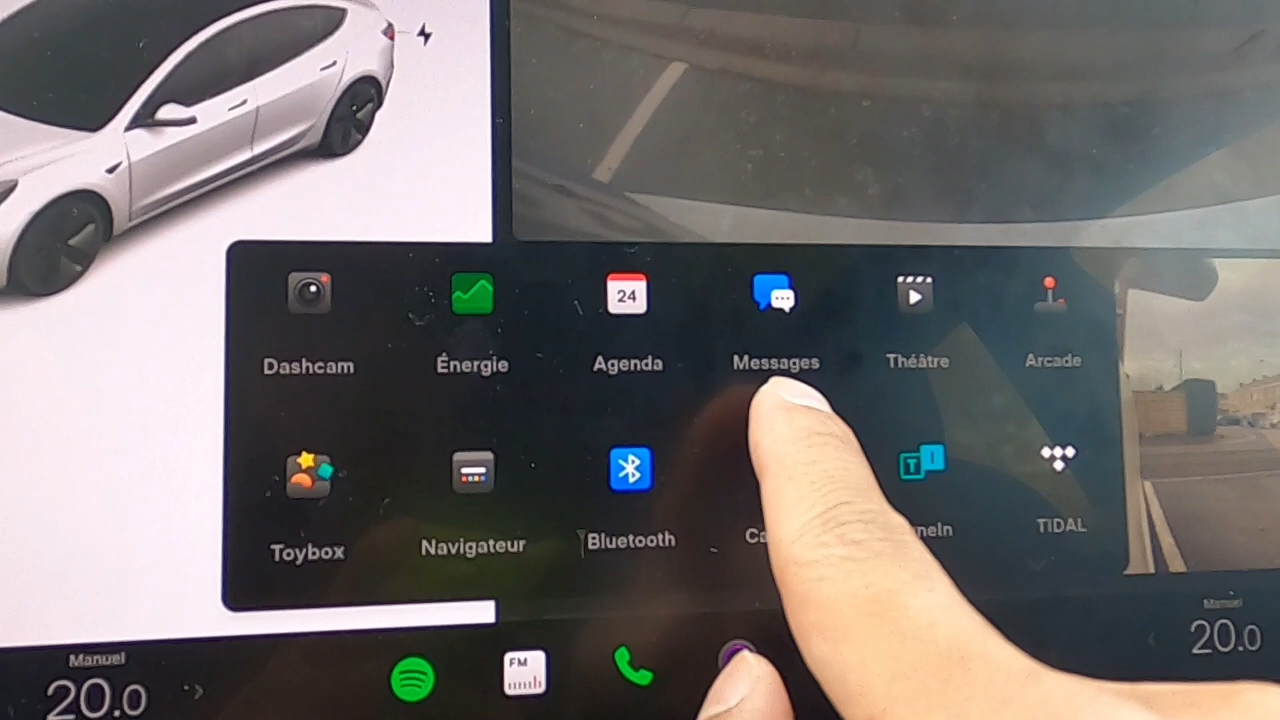 24
Dashcam
Énergie
Agenda
Messages
Théâtre
Arcade
T I
Toybox
Navigateur
Bluetooth
TIDAL
Manuel
20.0
FM
Manuel
20.0